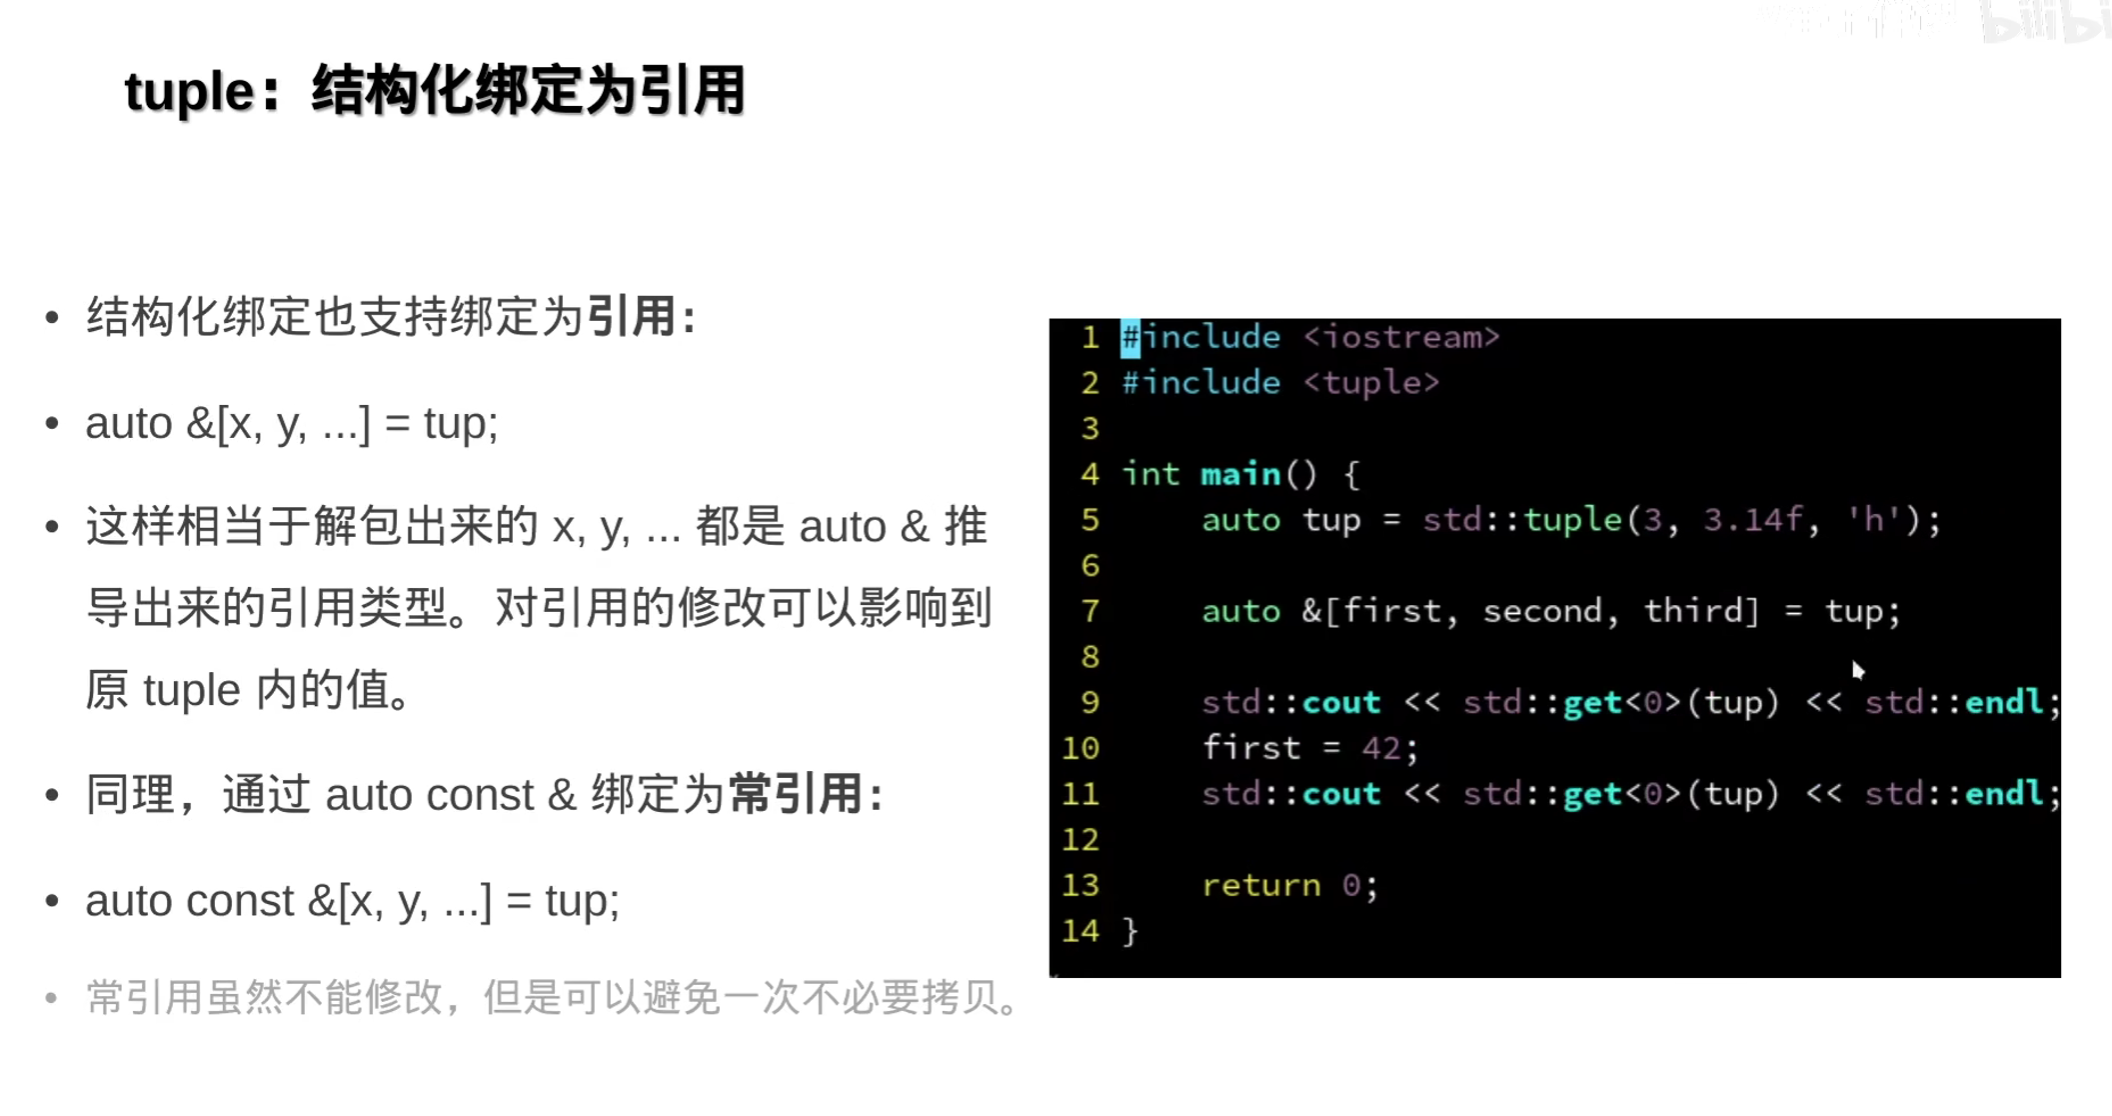 tuple：结构化绑定为引用
• 结构化绑定也支持绑定为引用：
• auto &[x, y, ...] = tup;
• 这样相当于解包出来的 x, y, ... 都是 auto & 推
导出来的引用类型。对引用的修改可以影响到
原 tuple 内的值。
• 同理，通过 auto const & 绑定为常引用：
• auto const &[x, y, ...] = tup;
• 常引用虽然不能修改，但是可以避免一次不必要拷贝。
1 #include <iostream>
2 #include <tuple>
3
4 int main() {
5     auto tup = std::tuple(3, 3.14f, 'h');
6
7     auto &[first, second, third] = tup;
8
9     std::cout << std::get<0>(tup) << std::endl;
10     first = 42;
11     std::cout << std::get<0>(tup) << std::endl;
12
13     return 0;
14 }